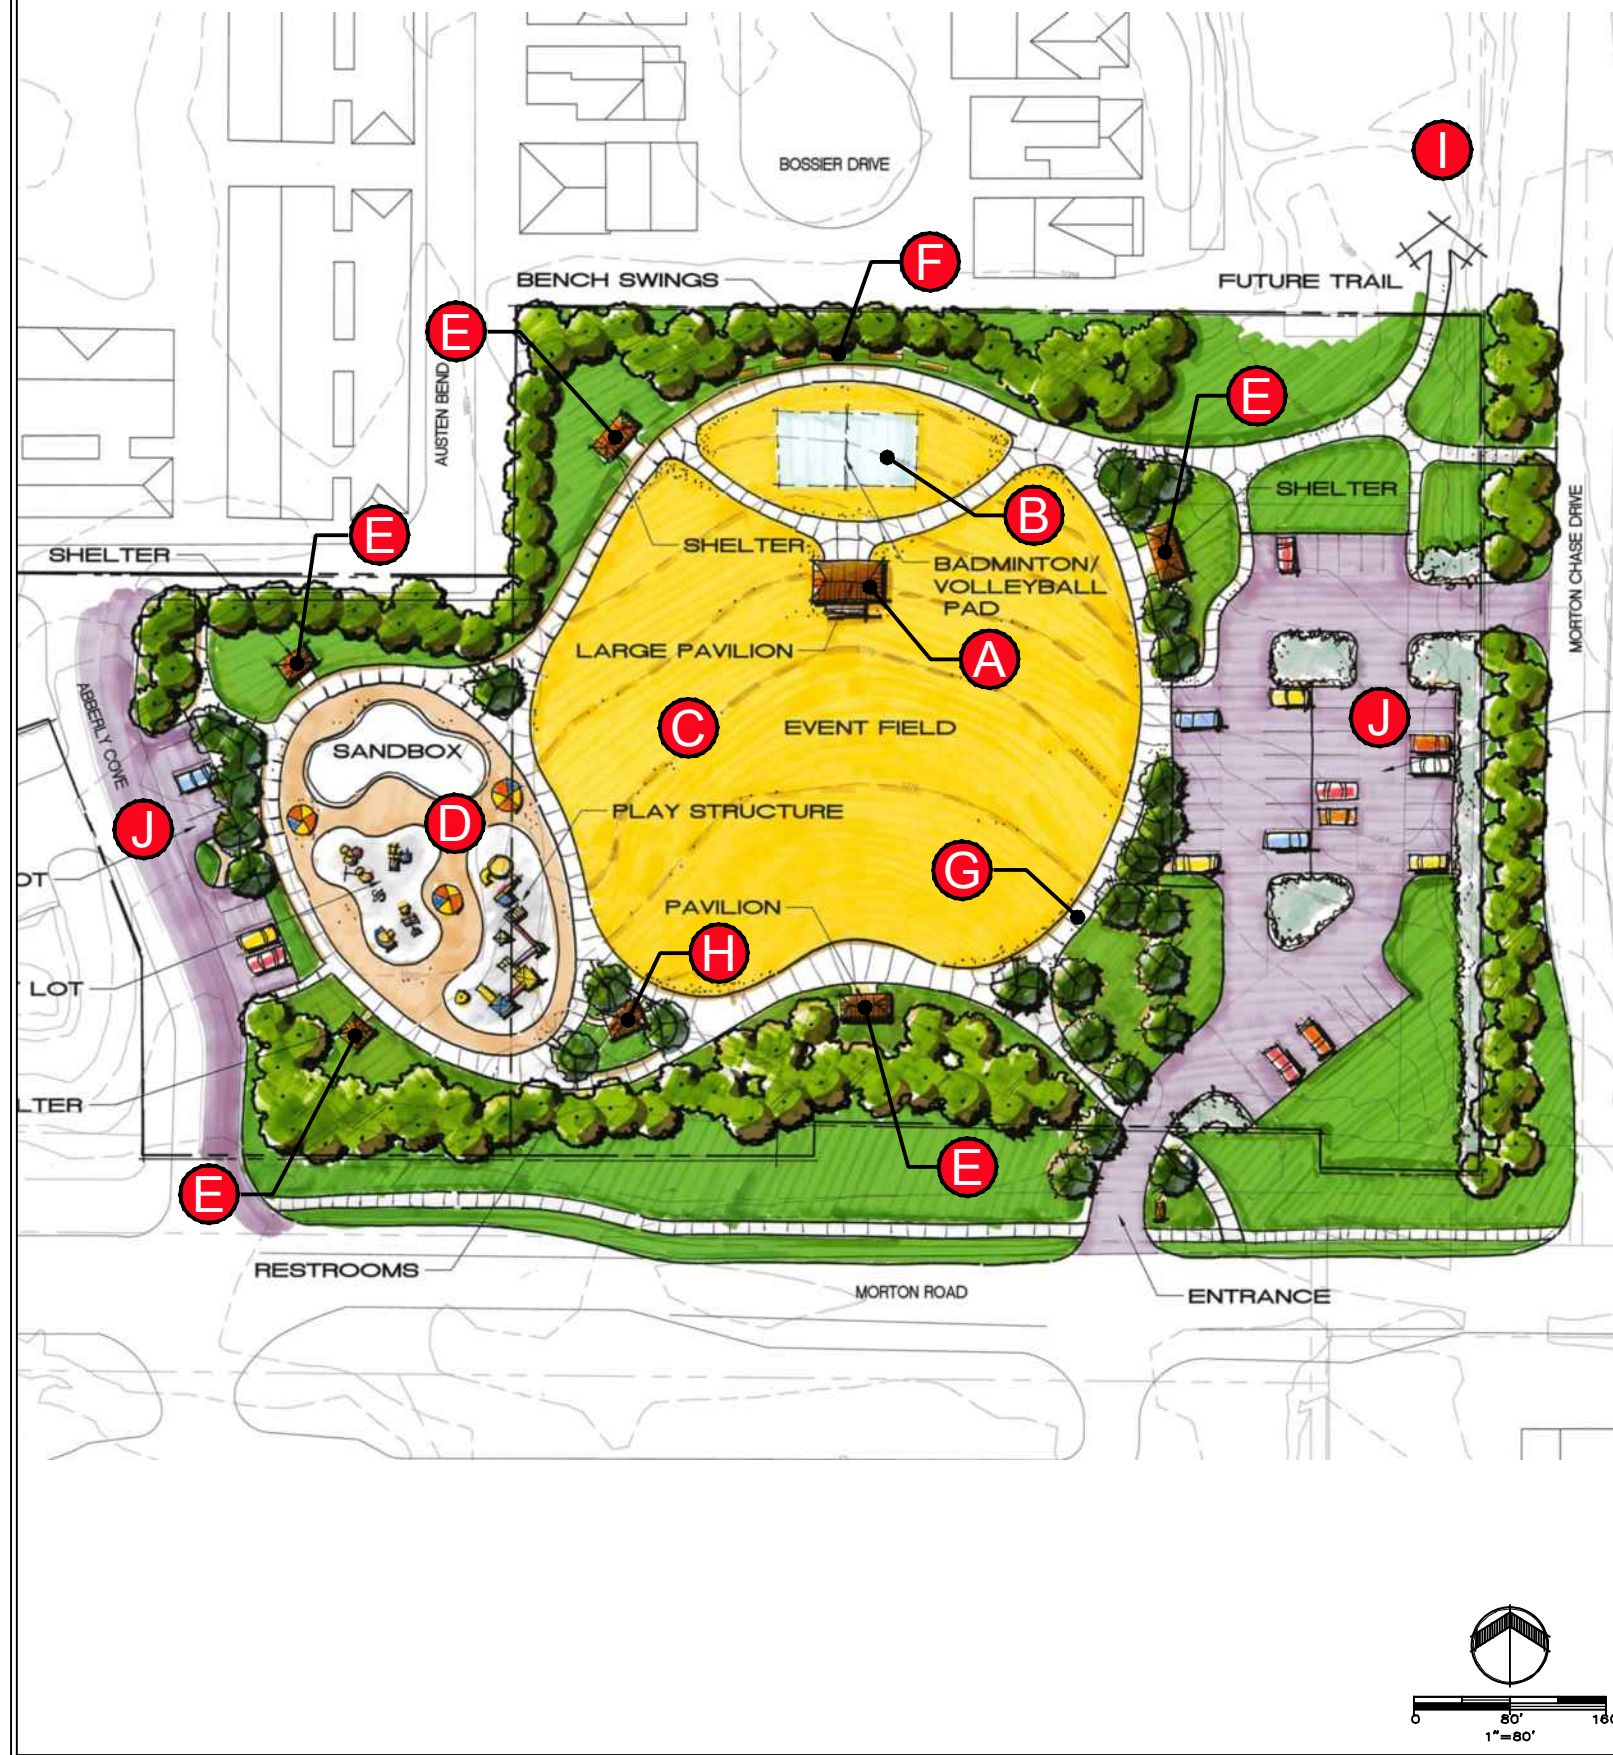 BOSSIER DRIVE
I
F
BENCH SWINGS
FUTURE TRAIL
E
AUSTEN BEND
E
SHELTER
B
E
SHELTER
SHELTER
BADMINTON/
VOLLEYBALL
PAD
MORTON CHASE DRIVE
LARGE PAVILION
A
ABBERLY COVE
C
EVENT FIELD
J
SANDBOX
D
PLAY STRUCTURE
J
G
OT
PAVILION
H
LOT
LTER
E
E
RESTROOMS
MORTON ROAD
ENTRANCE
0 80' 160
1"=80'